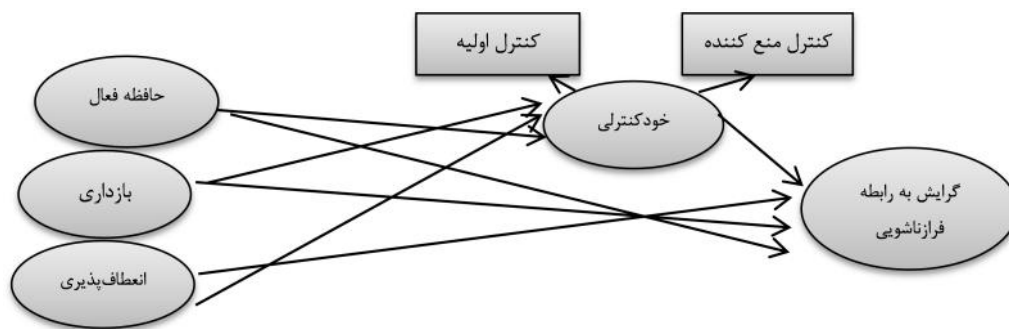 کنترل منع کننده
کنترل اولیه
حافظه فعال
خودکنترلی
بازداری
گرایش به رابطه
فرازناشویی
انعطاف‌پذیری